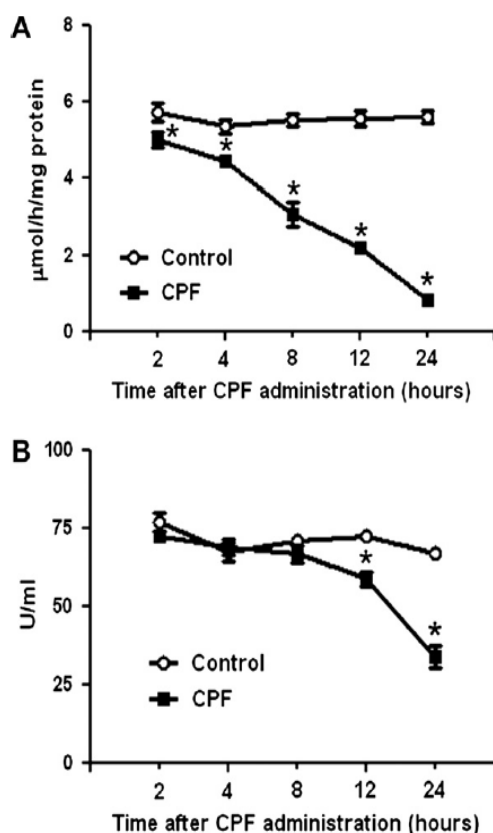 A
8
6
4
2
0
µmol/h/mg protein
*
*
*
*
*
Control
CPF
2 4 8 12 24
Time after CPF administration (hours)
B
100
75
50
25
0
U/ml
*
*
Control
CPF
2 4 8 12 24
Time after CPF administration (hours)